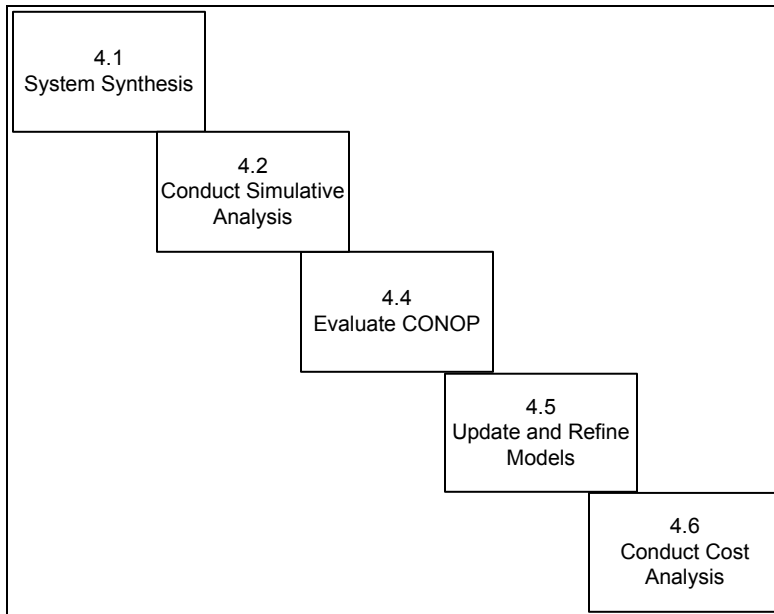 4.1
System Synthesis
4.2
Conduct Simulative
Analysis
4.4
Evaluate CONOP
4.5
Update and Refine
Models
4.6
Conduct Cost
Analysis